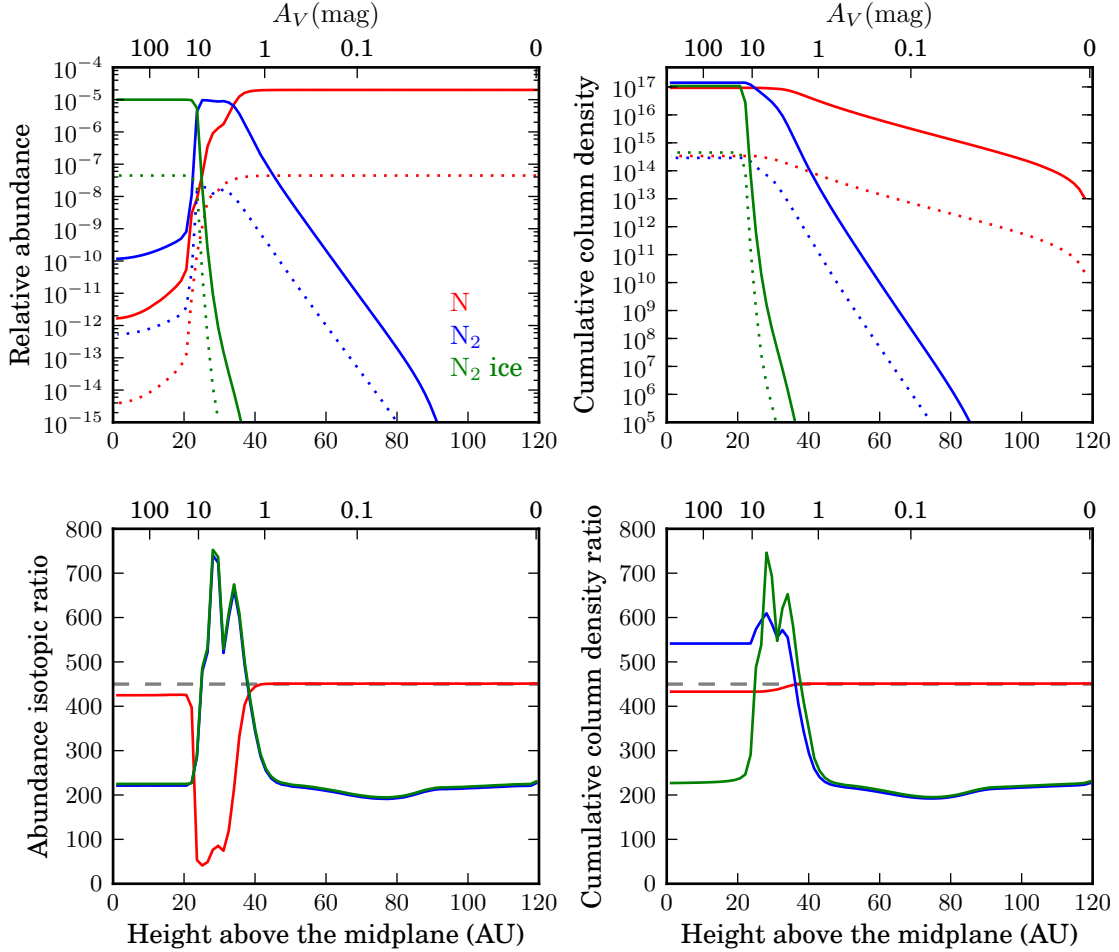 A_V (mag)
100 10 1 0.1 0
10^-4
10^-5
10^-6
10^-7
10^-8
10^-9
10^-10
10^-11
10^-12
10^-13
10^-14
10^-15
Relative abundance
N
N₂
N₂ ice
0 20 40 60 80 100 120
A_V (mag)
100 10 1 0.1 0
10^17
10^16
10^15
10^14
10^13
10^12
10^11
10^10
10^9
10^8
10^7
10^6
10^5
Cumulative column density
0 20 40 60 80 100 120
100 10 1 0.1 0
800
700
600
500
400
300
200
100
0
Abundance isotopic ratio
0 20 40 60 80 100 120
Height above the midplane (AU)
100 10 1 0.1 0
800
700
600
500
400
300
200
100
0
Cumulative column density ratio
0 20 40 60 80 100 120
Height above the midplane (AU)